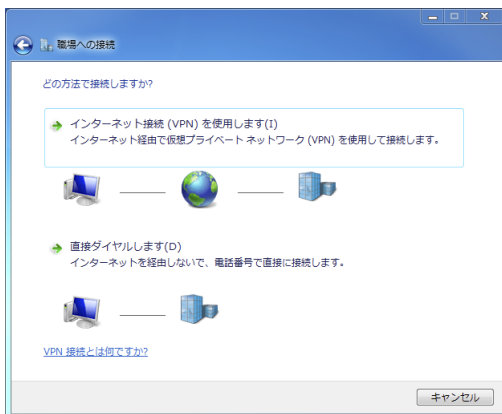 職場への接続
どの方法で接続しますか?
インターネット接続 (VPN) を使用します(I)
インターネット経由で仮想プライベート ネットワーク (VPN) を使用して接続します。
直接ダイヤルします(D)
インターネットを経由しないで、電話番号で直接に接続します。
VPN 接続とは何ですか?
キャンセル